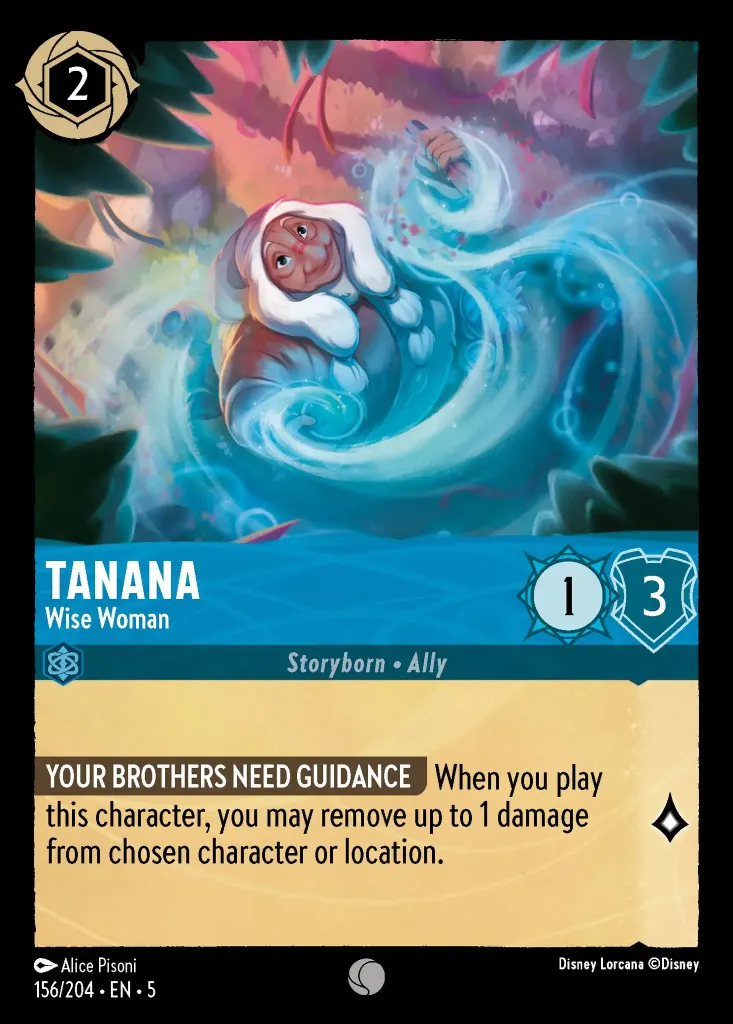 2
TANANA
Wise Woman
1
3
Storyborn • Ally
YOUR BROTHERS NEED GUIDANCE When you play
this character, you may remove up to 1 damage
from chosen character or location.
Alice Pisoni
Disney Lorcana ©Disney
156/204 • EN • 5